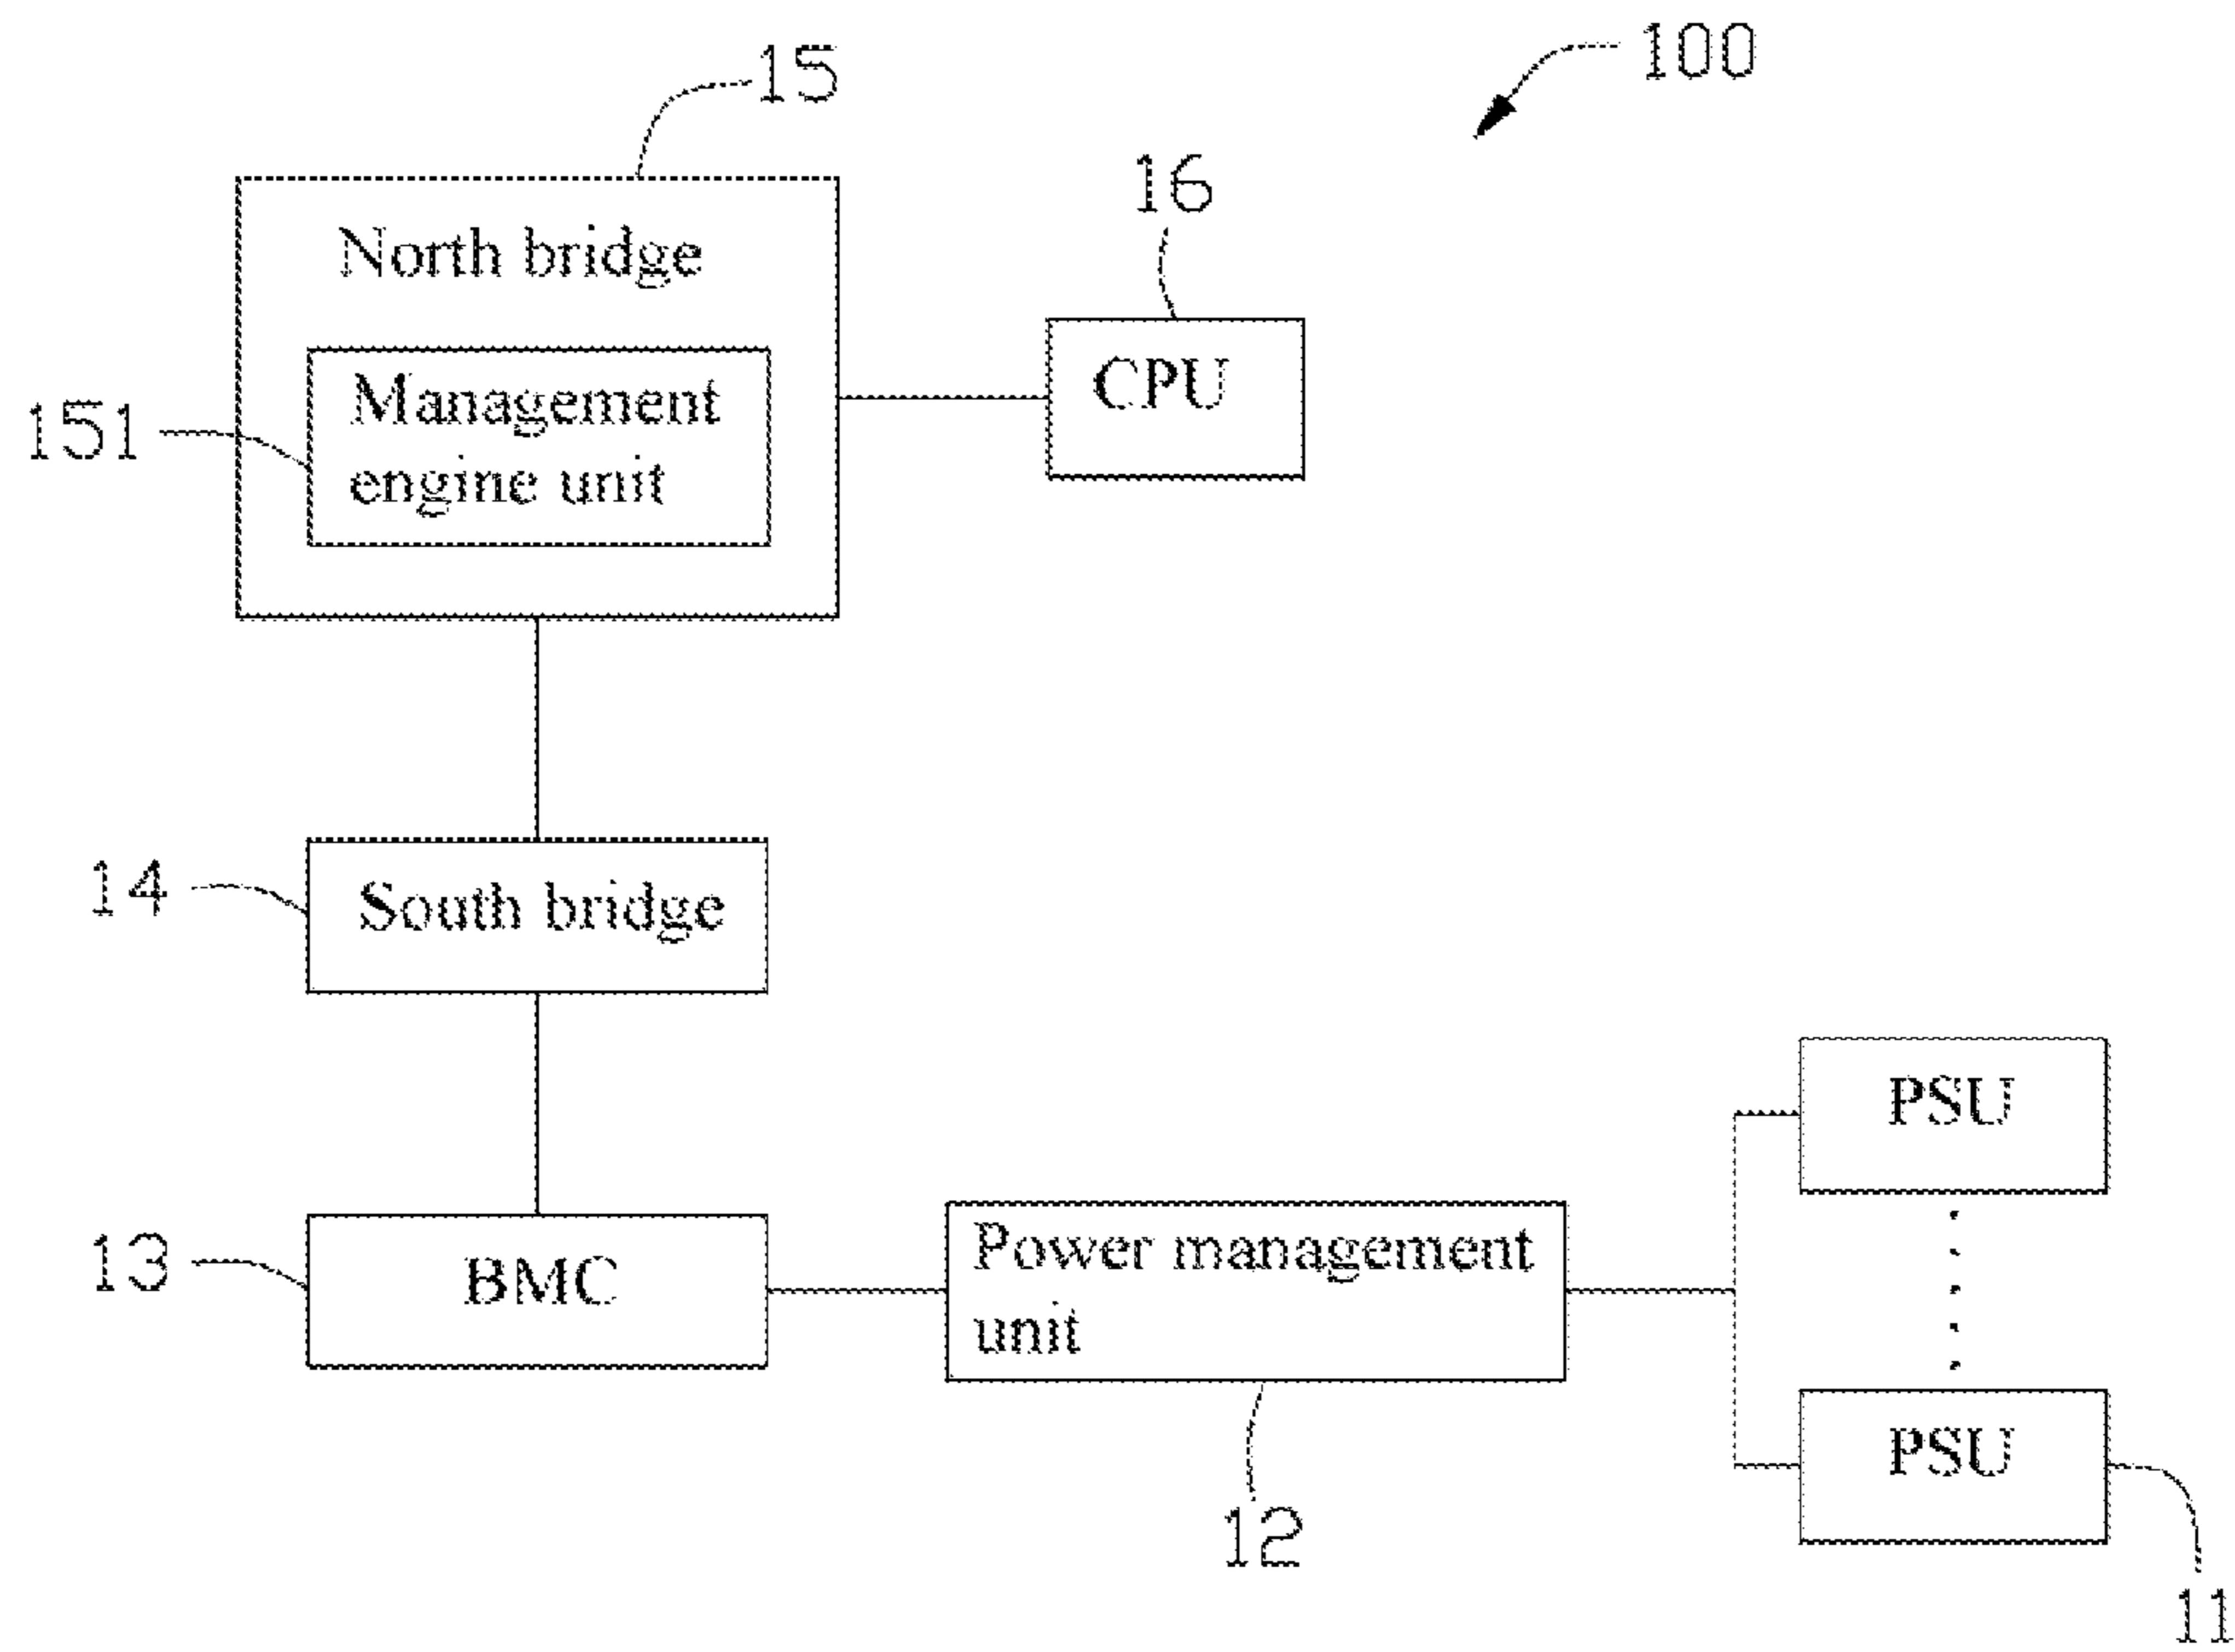 100
15
16
North bridge
CPU
151
Management
engine unit
14
South bridge
PSU
13
BMC
Power management
unit
PSU
12
11